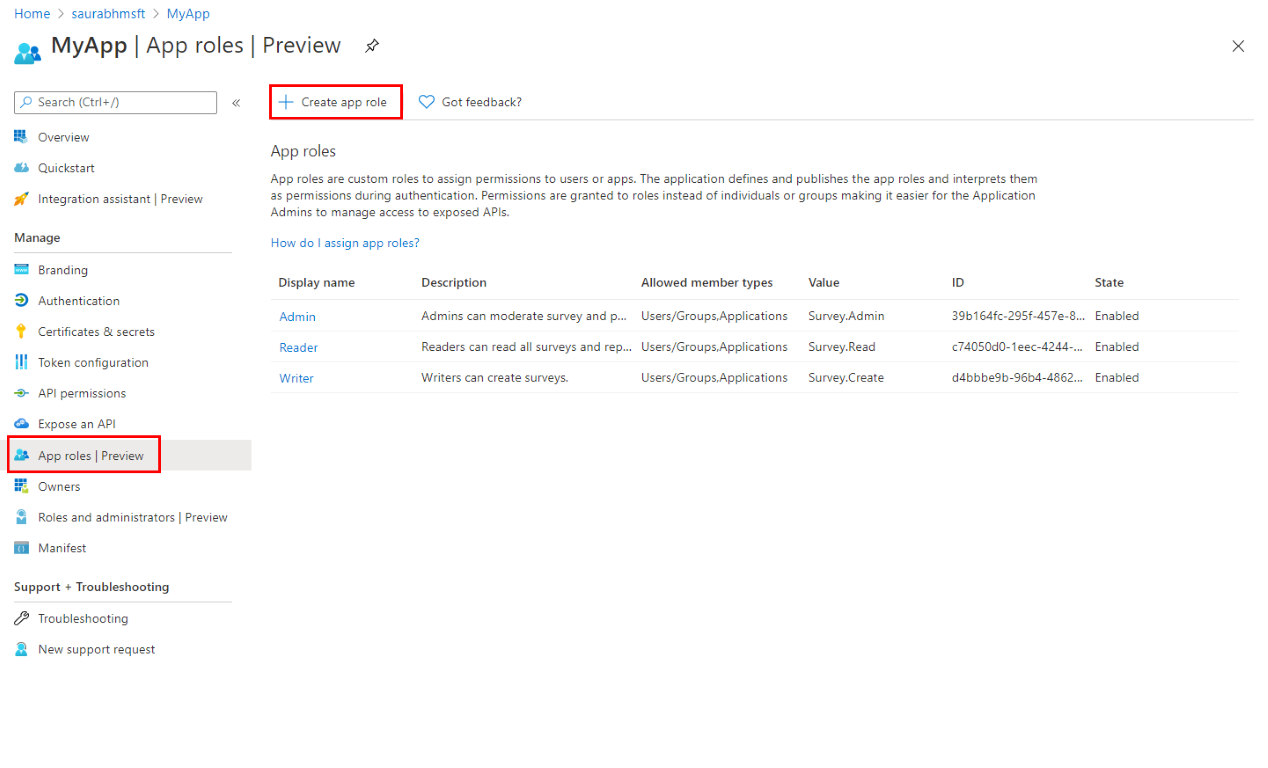 Home > saurabhmsft > MyApp
MyApp | App roles | Preview
Search (Ctrl+/)
«
Overview
Quickstart
Integration assistant | Preview
Manage
Branding
Authentication
Certificates & secrets
Token configuration
API permissions
Expose an API
App roles | Preview
Owners
Roles and administrators | Preview
Manifest
Support + Troubleshooting
Troubleshooting
New support request
Create app role Got feedback?
App roles
App roles are custom roles to assign permissions to users or apps. The application defines and publishes the app roles and interprets them
as permissions during authentication. Permissions are granted to roles instead of individuals or groups making it easier for the Application
Admins to manage access to exposed APIs.
How do I assign app roles?
Display name Description Allowed member types Value ID State
Admin Admins can moderate survey and p... Users/Groups,Applications Survey.Admin 39b164fc-295f-457e-8... Enabled
Reader Readers can read all surveys and rep... Users/Groups,Applications Survey.Read c74050d0-1eec-4244-... Enabled
Writer Writers can create surveys. Users/Groups,Applications Survey.Create d4bbbe9b-96b4-4862... Enabled